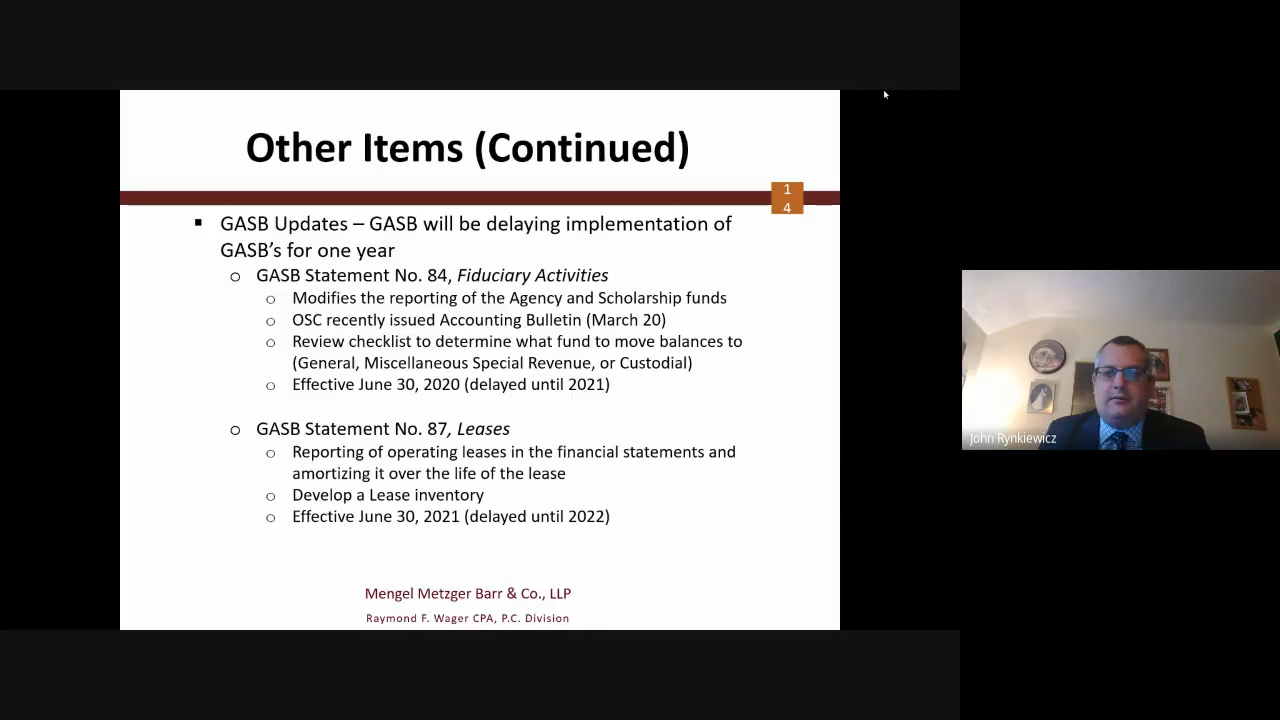 Other Items (Continued)
1
4
▪ GASB Updates – GASB will be delaying implementation of
GASB's for one year
o GASB Statement No. 84, Fiduciary Activities
o Modifies the reporting of the Agency and Scholarship funds
o OSC recently issued Accounting Bulletin (March 20)
o Review checklist to determine what fund to move balances to
(General, Miscellaneous Special Revenue, or Custodial)
o Effective June 30, 2020 (delayed until 2021)
o GASB Statement No. 87, Leases
o Reporting of operating leases in the financial statements and
amortizing it over the life of the lease
o Develop a Lease inventory
o Effective June 30, 2021 (delayed until 2022)
Mengel Metzger Barr & Co., LLP
Raymond F. Wager CPA, P.C. Division
John Rynkiewicz